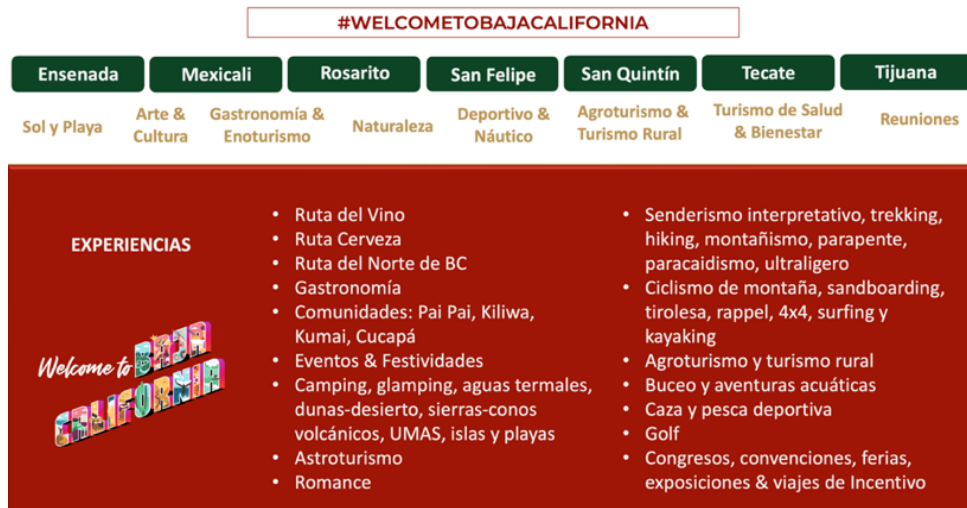 #WELCOMETOBAJACALIFORNIA
Ensenada
Mexicali
Rosarito
San Felipe
San Quintín
Tecate
Tijuana
Sol y Playa
Arte &
Cultura
Gastronomía &
Enoturismo
Naturaleza
Deportivo &
Náutico
Agroturismo &
Turismo Rural
Turismo de Salud
& Bienestar
Reuniones
EXPERIENCIAS
Welcome to BAJA
CALIFORNIA
• Ruta del Vino
• Ruta Cerveza
• Ruta del Norte de BC
• Gastronomía
• Comunidades: Pai Pai, Kiliwa,
Kumai, Cucapá
• Eventos & Festividades
• Camping, glamping, aguas termales,
dunas-desierto, sierras-conos
volcánicos, UMAS, islas y playas
• Astroturismo
• Romance
• Senderismo interpretativo, trekking,
hiking, montañismo, parapente,
paracaidismo, ultraligero
• Ciclismo de montaña, sandboarding,
tirolesa, rappel, 4x4, surfing y
kayaking
• Agroturismo y turismo rural
• Buceo y aventuras acuáticas
• Caza y pesca deportiva
• Golf
• Congresos, convenciones, ferias,
exposiciones & viajes de Incentivo